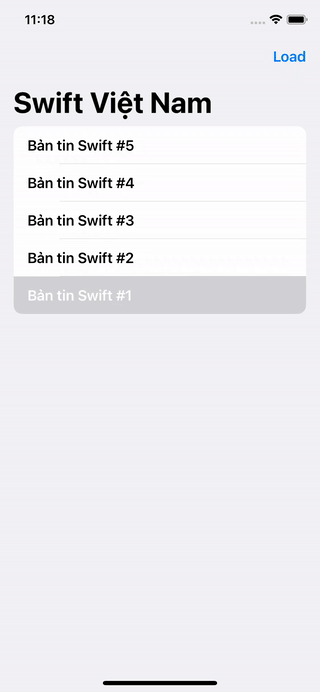 11:18
Load
Swift Việt Nam
Bản tin Swift #5
Bản tin Swift #4
Bản tin Swift #3
Bản tin Swift #2
Bản tin Swift #1